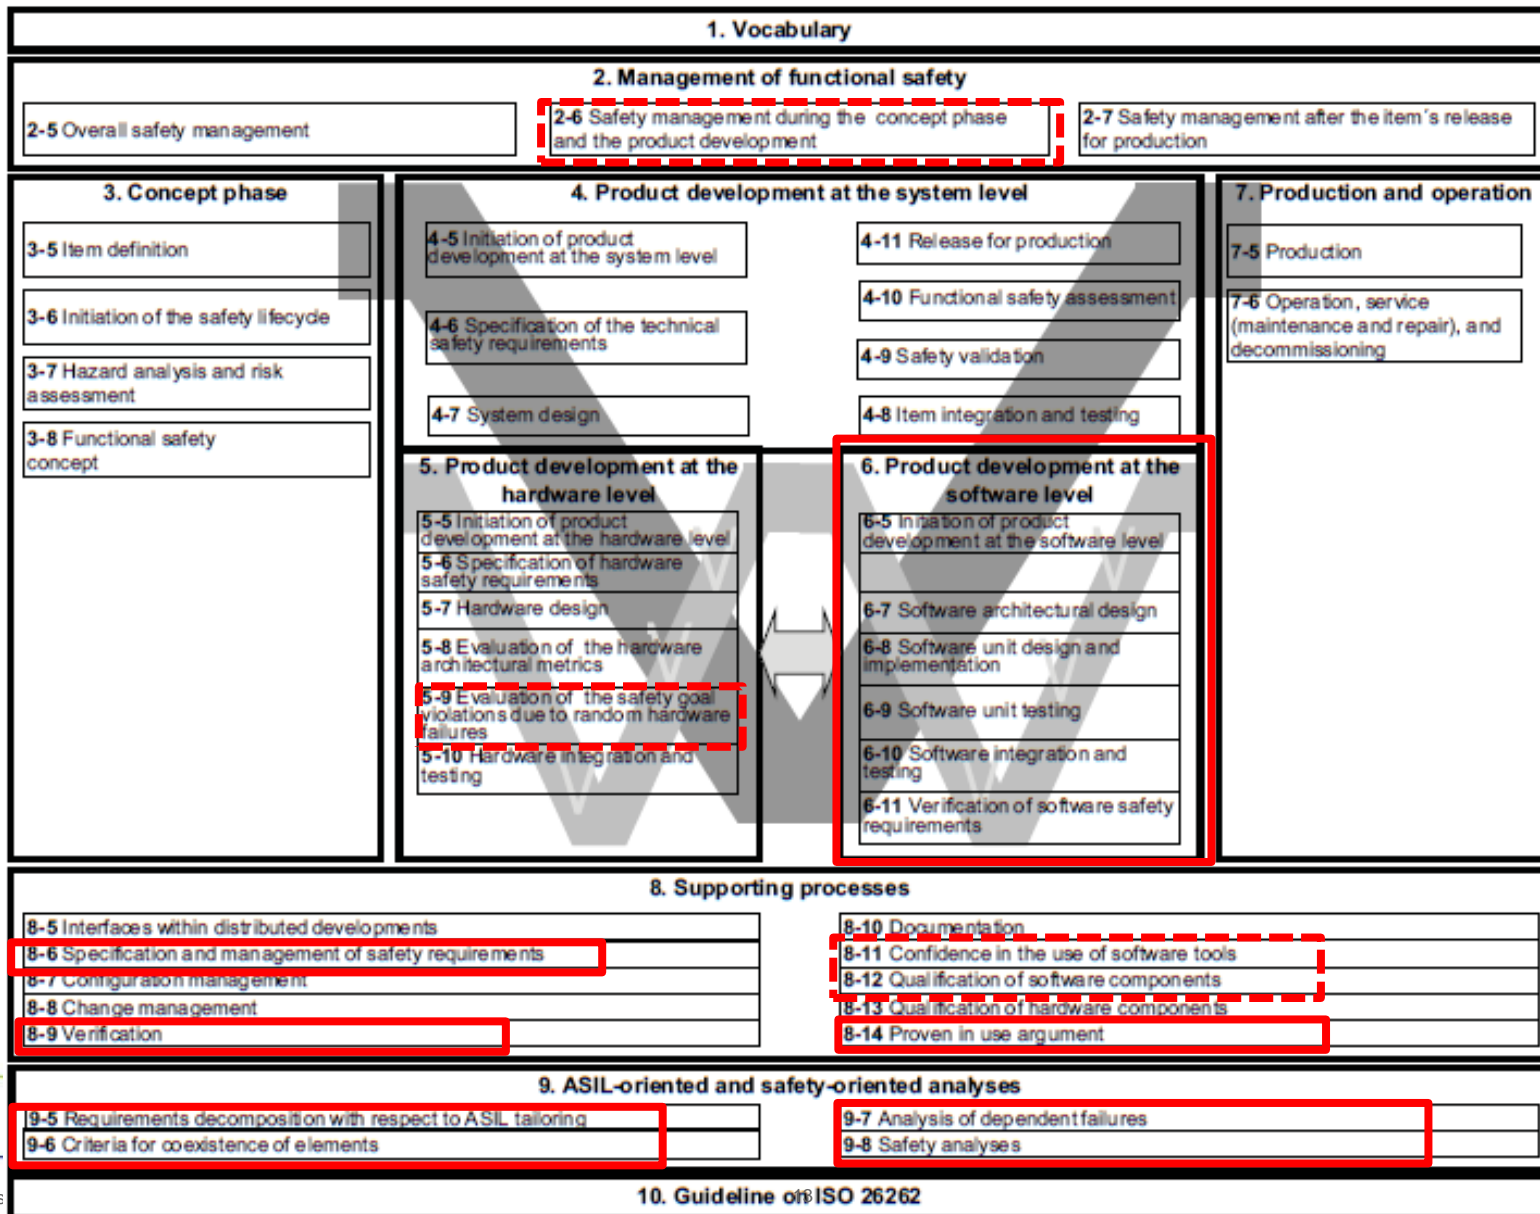 1. Vocabulary
2. Management of functional safety
2-5 Overall safety management
2-6 Safety management during the concept phase
and the product development
2-7 Safety management after the item´s release
for production
3. Concept phase
3-5 Item definition
3-6 Initiation of the safety lifecycle
3-7 Hazard analysis and risk
assessment
3-8 Functional safety
concept
4. Product development at the system level
4-5 Initiation of product
development at the system level
4-6 Specification of the technical
safety requirements
4-7 System design
4-11 Release for production
4-10 Functional safety assessment
4-9 Safety validation
4-8 Item integration and testing
7. Production and operation
7-5 Production
7-6 Operation, service
(maintenance and repair), and
decommissioning
5. Product development at the
hardware level
5-5 Initiation of product
development at the hardware level
5-6 Specification of hardware
safety requirements
5-7 Hardware design
5-8 Evaluation of the hardware
architectural metrics
5-9 Evaluation of the safety goal
violations due to random hardware
failures
5-10 Hardware integration and
testing
6. Product development at the
software level
6-5 Initiation of product
development at the software level
6-7 Software architectural design
6-8 Software unit design and
implementation
6-9 Software unit testing
6-10 Software integration and
testing
6-11 Verification of software safety
requirements
8. Supporting processes
8-5 Interfaces within distributed developments
8-6 Specification and management of safety requirements
8-7 Configuration management
8-8 Change management
8-9 Verification
8-10 Documentation
8-11 Confidence in the use of software tools
8-12 Qualification of software components
8-13 Qualification of hardware components
8-14 Proven in use argument
9. ASIL-oriented and safety-oriented analyses
9-5 Requirements decomposition with respect to ASIL tailoring
9-6 Criteria for coexistence of elements
9-7 Analysis of dependent failures
9-8 Safety analyses
10. Guideline on ISO 26262